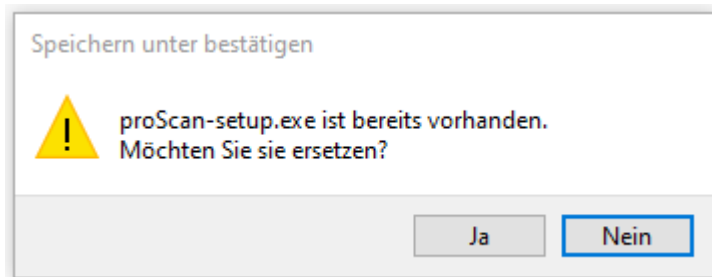 Speichern unter bestätigen
proScan-setup.exe ist bereits vorhanden.
Möchten Sie sie ersetzen?
Ja
Nein